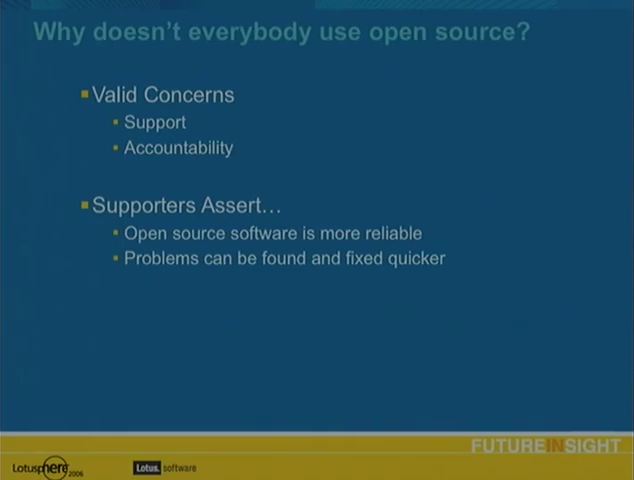 Why doesn't everybody use open source?
Valid Concerns
Support
Accountability
Supporters Assert…
Open source software is more reliable
Problems can be found and fixed quicker
FUTUREINSIGHT
Lotusphere 2006
Lotus. software